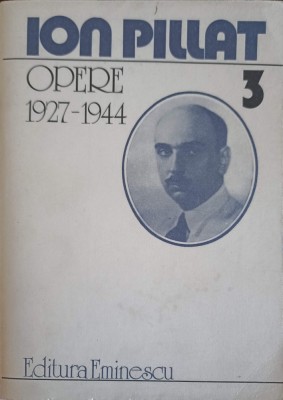 ION PILLAT
OPERE
1927-1944
3
Editura Eminescu